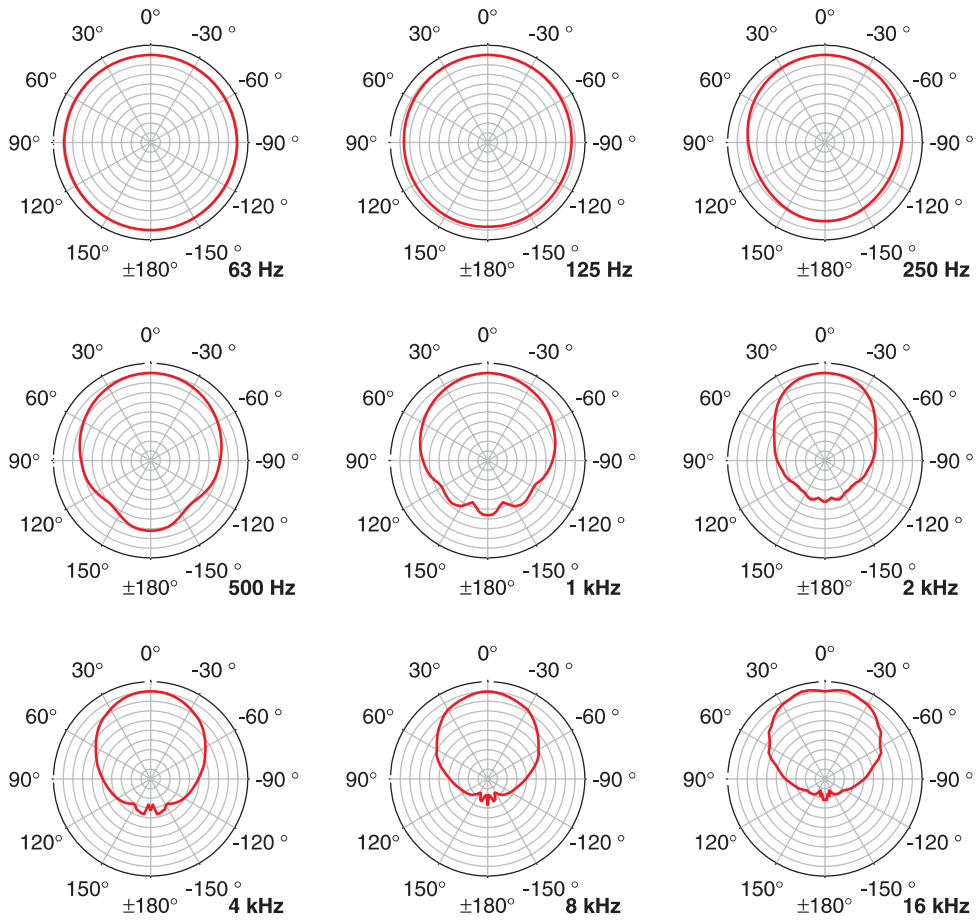 0° 0° 0°
30° -30 ° 30° -30 ° 30° -30 °
60° -60 ° 60° -60 ° 60° -60 °
90° -90 ° 90° -90 ° 90° -90 °
120° -120 ° 120° -120 ° 120° -120 °
150° -150 ° 150° -150 ° 150° -150 °
±180° 63 Hz ±180° 125 Hz ±180° 250 Hz
0° 0° 0°
30° -30 ° 30° -30 ° 30° -30 °
60° -60 ° 60° -60 ° 60° -60 °
90° -90 ° 90° -90 ° 90° -90 °
120° -120 ° 120° -120 ° 120° -120 °
150° -150 ° 150° -150 ° 150° -150 °
±180° 500 Hz ±180° 1 kHz ±180° 2 kHz
0° 0° 0°
30° -30 ° 30° -30 ° 30° -30 °
60° -60 ° 60° -60 ° 60° -60 °
90° -90 ° 90° -90 ° 90° -90 °
120° -120 ° 120° -120 ° 120° -120 °
150° -150 ° 150° -150 ° 150° -150 °
±180° 4 kHz ±180° 8 kHz ±180° 16 kHz